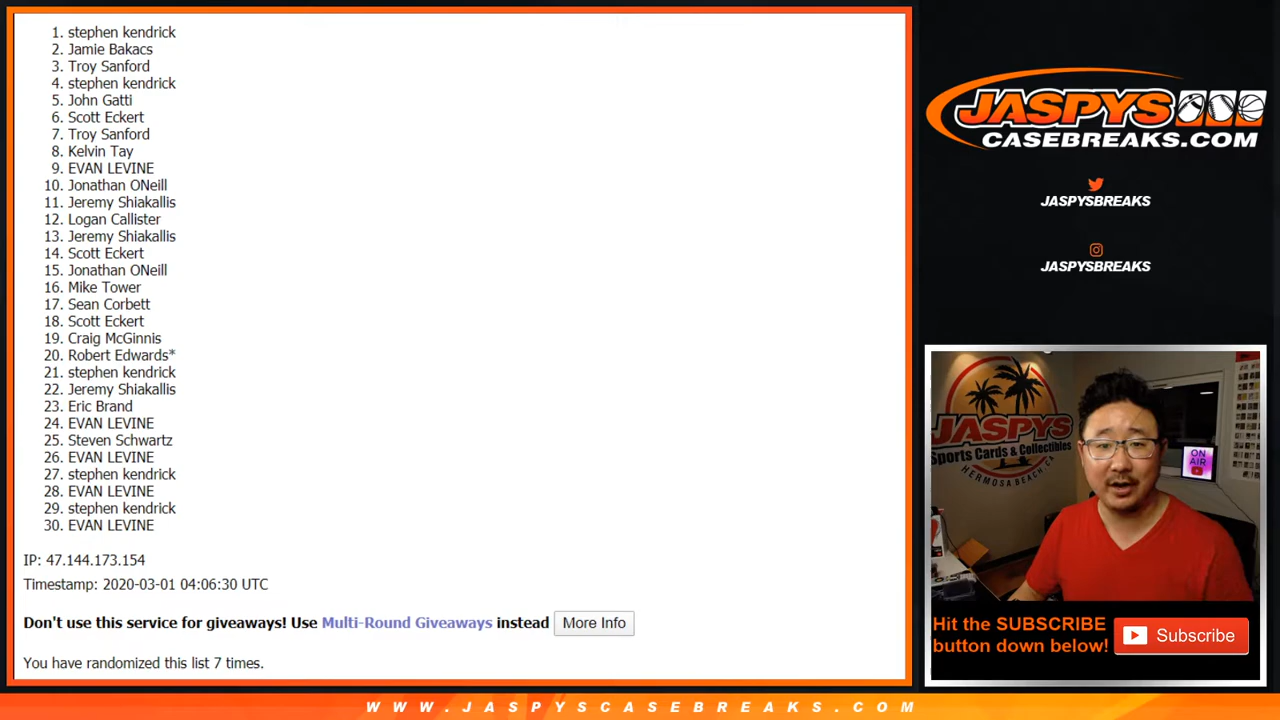 1. stephen kendrick
2. Jamie Bakacs
3. Troy Sanford
4. stephen kendrick
5. John Gatti
6. Scott Eckert
7. Troy Sanford
8. Kelvin Tay
9. EVAN LEVINE
10. Jonathan ONeill
11. Jeremy Shiakallis
12. Logan Callister
13. Jeremy Shiakallis
14. Scott Eckert
15. Jonathan ONeill
16. Mike Tower
17. Sean Corbett
18. Scott Eckert
19. Craig McGinnis
20. Robert Edwards*
21. stephen kendrick
22. Jeremy Shiakallis
23. Eric Brand
24. EVAN LEVINE
25. Steven Schwartz
26. EVAN LEVINE
27. stephen kendrick
28. EVAN LEVINE
29. stephen kendrick
30. EVAN LEVINE
IP: 47.144.173.154
Timestamp: 2020-03-01 04:06:30 UTC
Don't use this service for giveaways! Use Multi-Round Giveaways instead More Info
You have randomized this list 7 times.
JASPYS
CASEBREAKS.COM
JASPYSBREAKS
JASPYSBREAKS
JASPYS
Sports Cards & Collectibles
HERMOSA BEACH, CA
ON
AIR
Hit the SUBSCRIBE
button down below!
Subscribe
WWW.JASPYSCASEBREAKS.COM